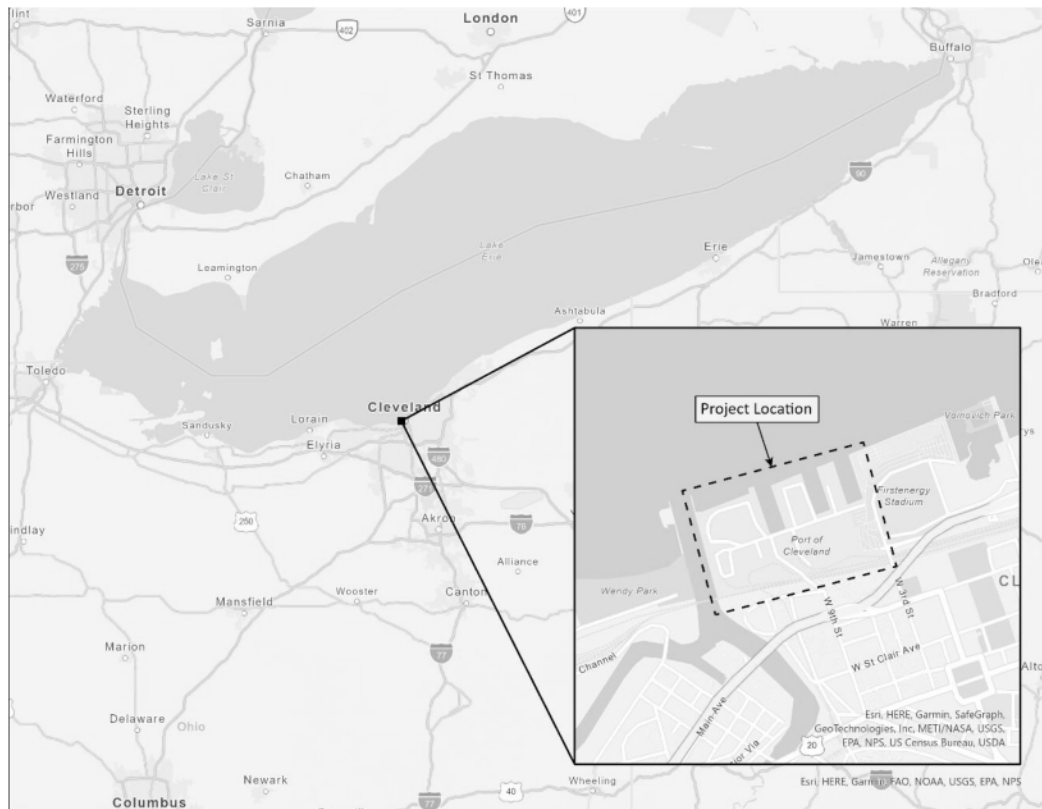 lint
Sarnia
402
London
401
Buffalo
St Thomas
Waterford
Sterling
Heights
Farmington
Hills
Lake St
Clair
Chatham
Westland
Detroit
rbor
90
275
Leamington
Lake
Erie
Erie
Jamestown
Allegany
Reservation
Ole
Bradford
Ashtabula
Warren
Toledo
Cleveland
Sandusky
Lorain
Elyria
480
271
250
Akron
76
indlay
Alliance
Wooster
Canton
Mansfield
Marion
77
Delaware
Ohio
Newark
Columbus
77
40
Wheeling
Alto
Project Location
Voinovich Park
rys
Firstenergy
Stadium
Port of
Cleveland
Wendy Park
W 3rd St
W 9th St
CL
W St Clair Ave
Channel
Main Ave
rior Via
20
Esri, HERE, Garmin, SafeGraph,
GeoTechnologies, Inc, METI/NASA, USGS,
EPA, NPS, US Census Bureau, USDA
Esri, HERE, Garmin, FAO, NOAA, USGS, EPA, NPS